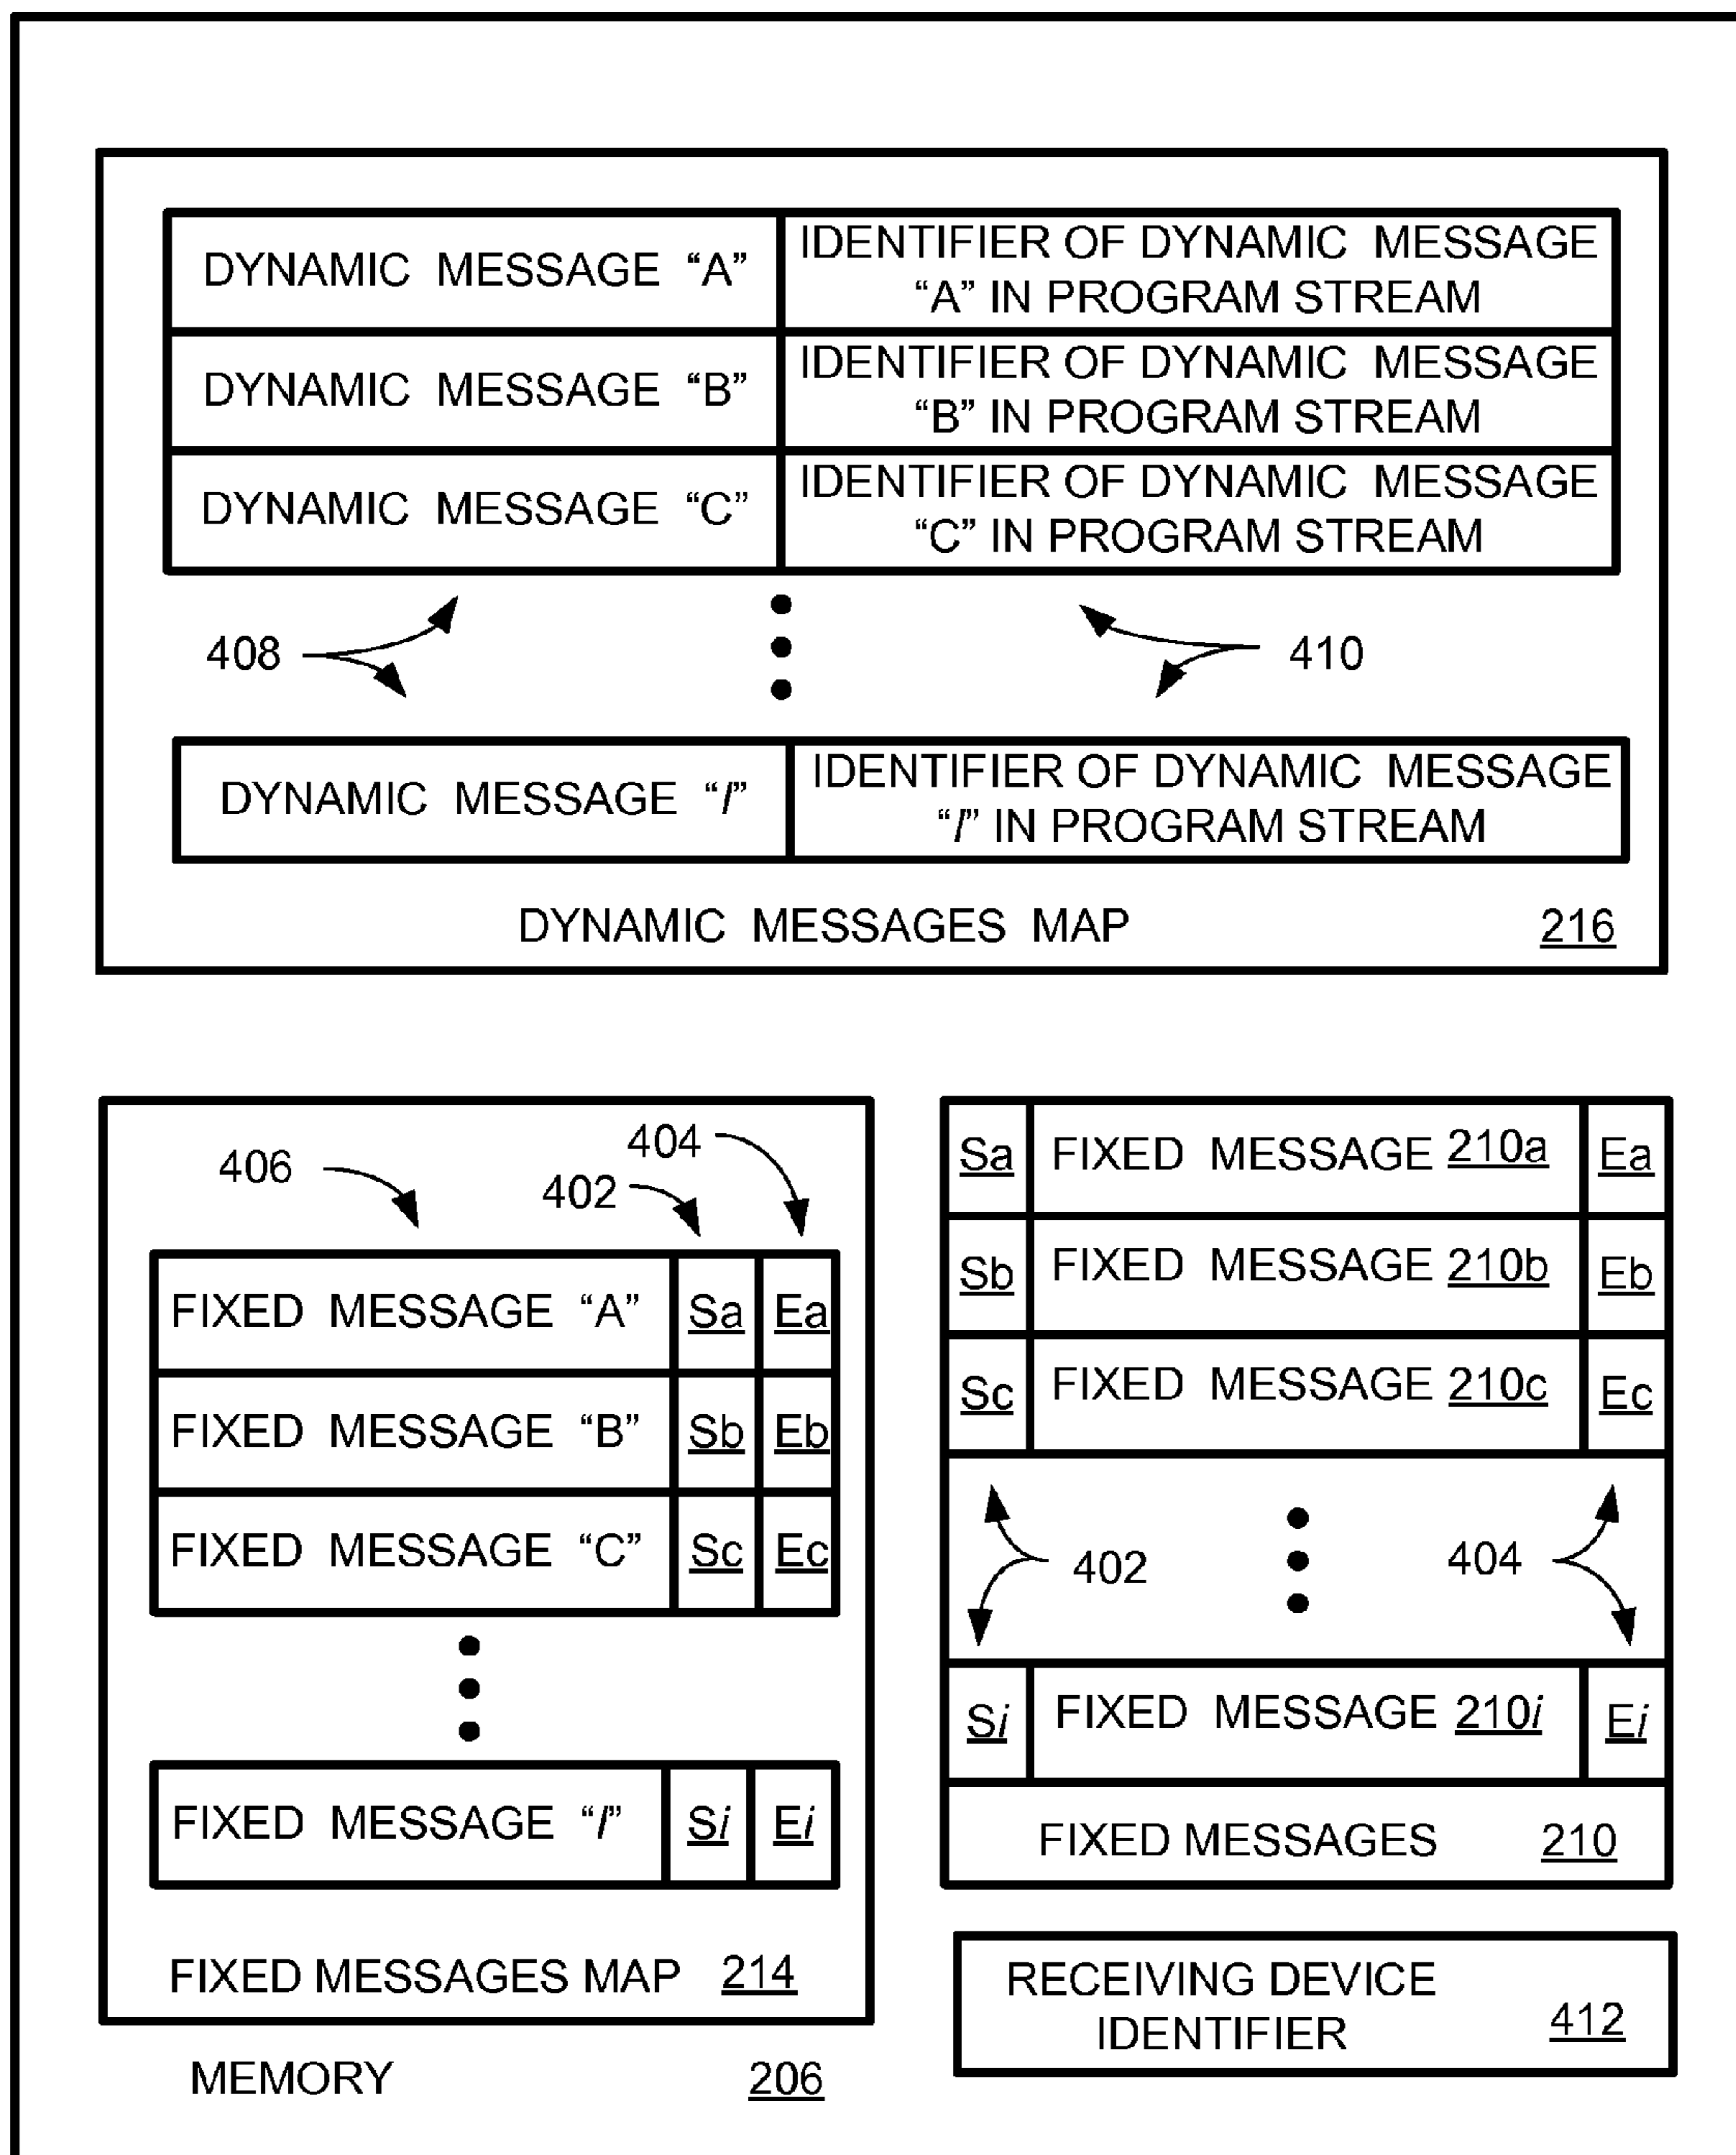 DYNAMIC MESSAGE “A” IDENTIFIER OF DYNAMIC MESSAGE
“A” IN PROGRAM STREAM
DYNAMIC MESSAGE “B” IDENTIFIER OF DYNAMIC MESSAGE
“B” IN PROGRAM STREAM
DYNAMIC MESSAGE “C” IDENTIFIER OF DYNAMIC MESSAGE
“C” IN PROGRAM STREAM
408 410
DYNAMIC MESSAGE “I” IDENTIFIER OF DYNAMIC MESSAGE
“I” IN PROGRAM STREAM
DYNAMIC MESSAGES MAP 216
406 402 404
FIXED MESSAGE “A” Sa Ea
FIXED MESSAGE “B” Sb Eb
FIXED MESSAGE “C” Sc Ec
FIXED MESSAGE “I” Si Ei
FIXED MESSAGES MAP 214
Sa FIXED MESSAGE 210a Ea
Sb FIXED MESSAGE 210b Eb
Sc FIXED MESSAGE 210c Ec
402 404
Si FIXED MESSAGE 210i Ei
FIXED MESSAGES 210
RECEIVING DEVICE
IDENTIFIER 412
MEMORY 206